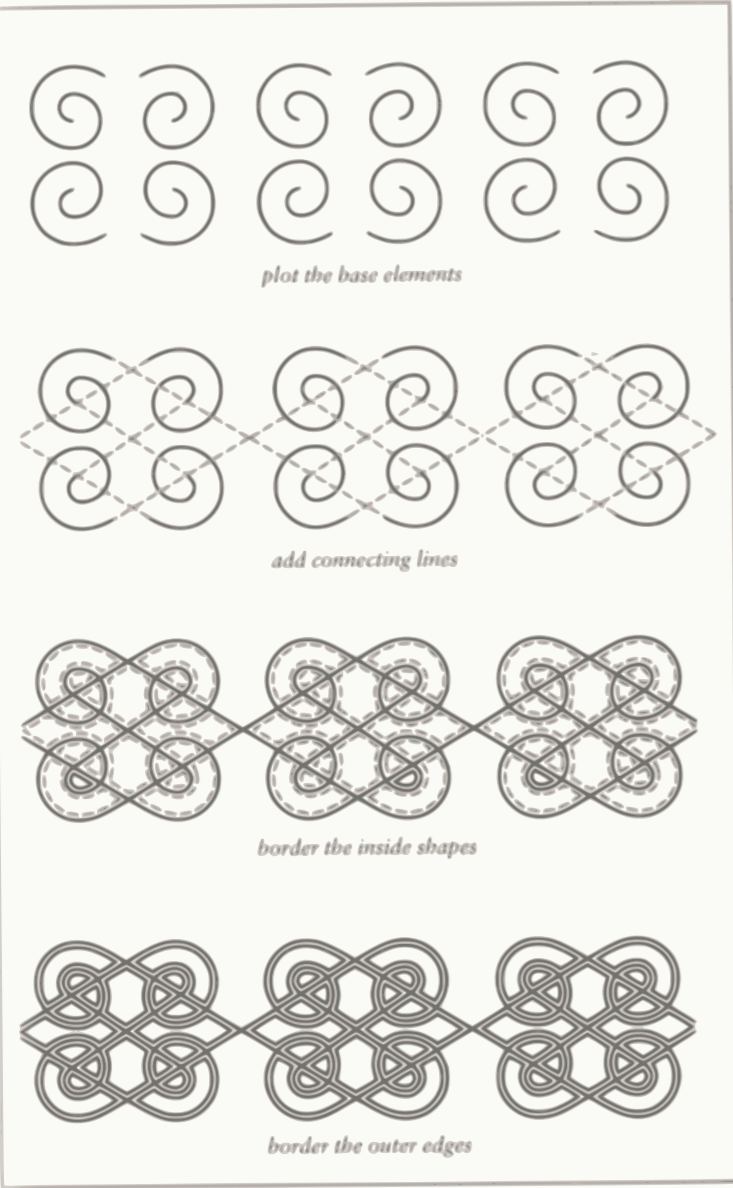 plot the base elements
add connecting lines
border the inside shapes
border the outer edges